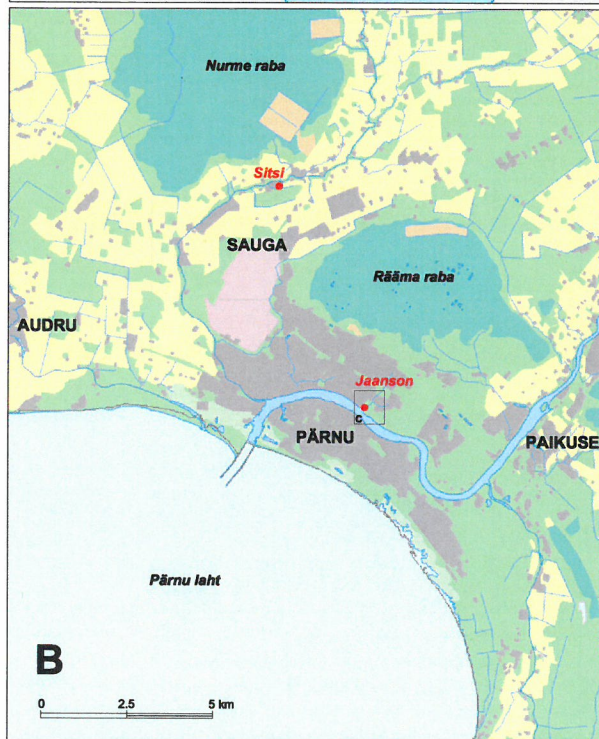 Nurme raba
Sitsi
SAUGA
Rääma raba
AUDRU
Jaanson
c
PÄRNU
PAIKUSE
Pärnu laht
B
0 2.5 5 km